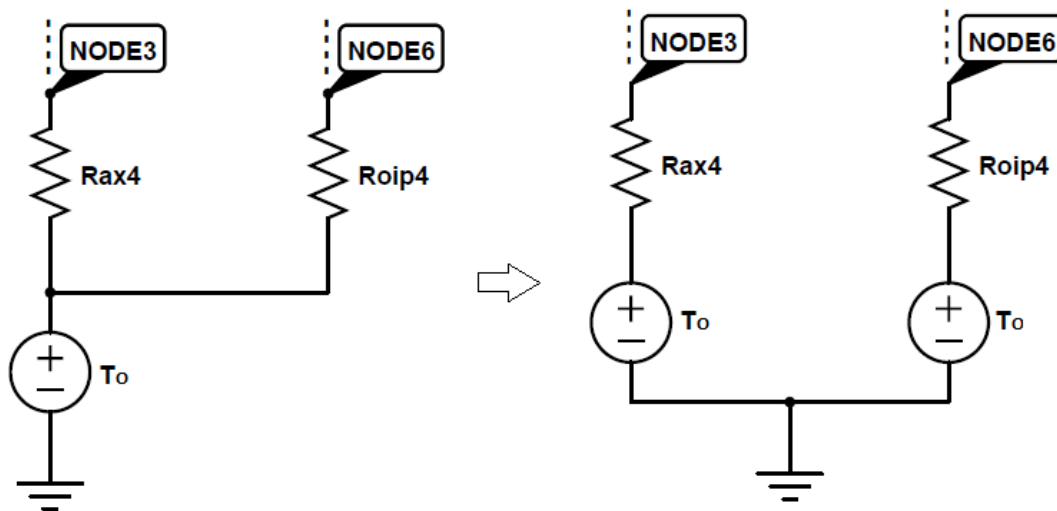 NODE3
NODE6
Rax4
Roip4
To
NODE3
NODE6
Rax4
Roip4
To
To